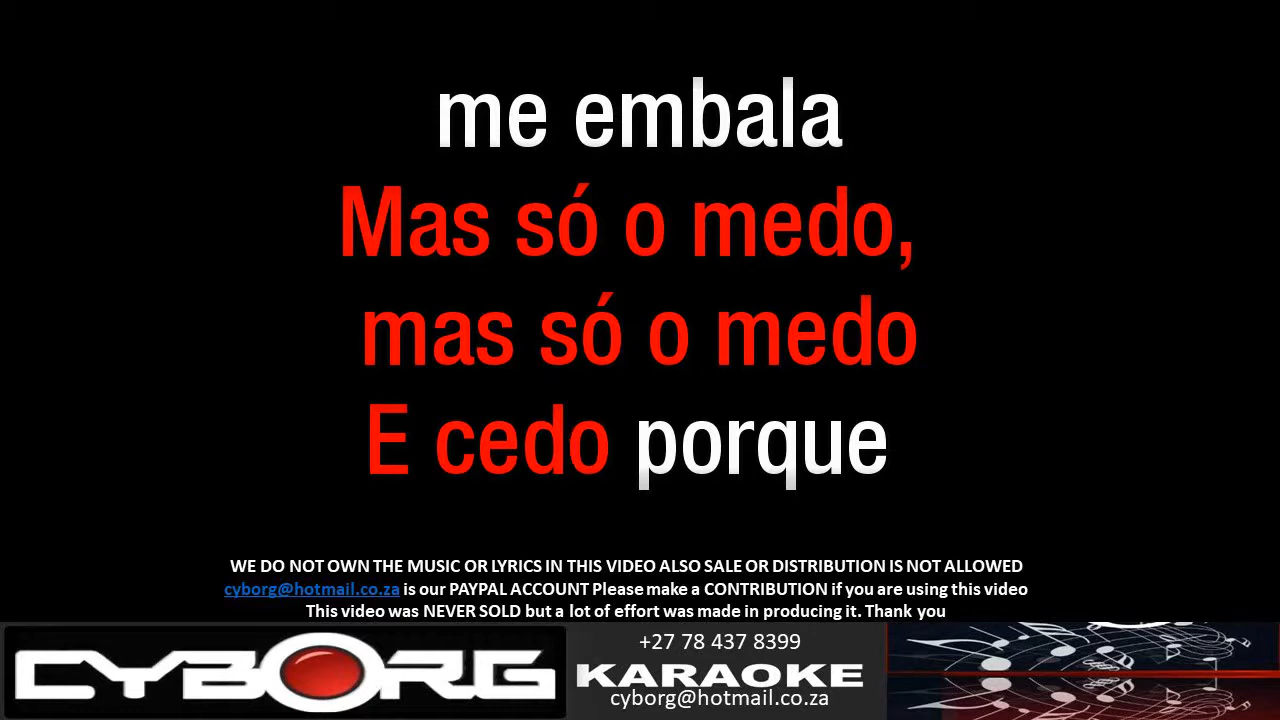 me embala
Mas só o medo,
mas só o medo
E cedo porque
WE DO NOT OWN THE MUSIC OR LYRICS IN THIS VIDEO ALSO SALE OR DISTRIBUTION IS NOT ALLOWED
cyborg@hotmail.co.za is our PAYPAL ACCOUNT Please make a CONTRIBUTION if you are using this video
This video was NEVER SOLD but a lot of effort was made in producing it. Thank you
CYBORG
+27 78 437 8399
KARAOKE
cyborg@hotmail.co.za